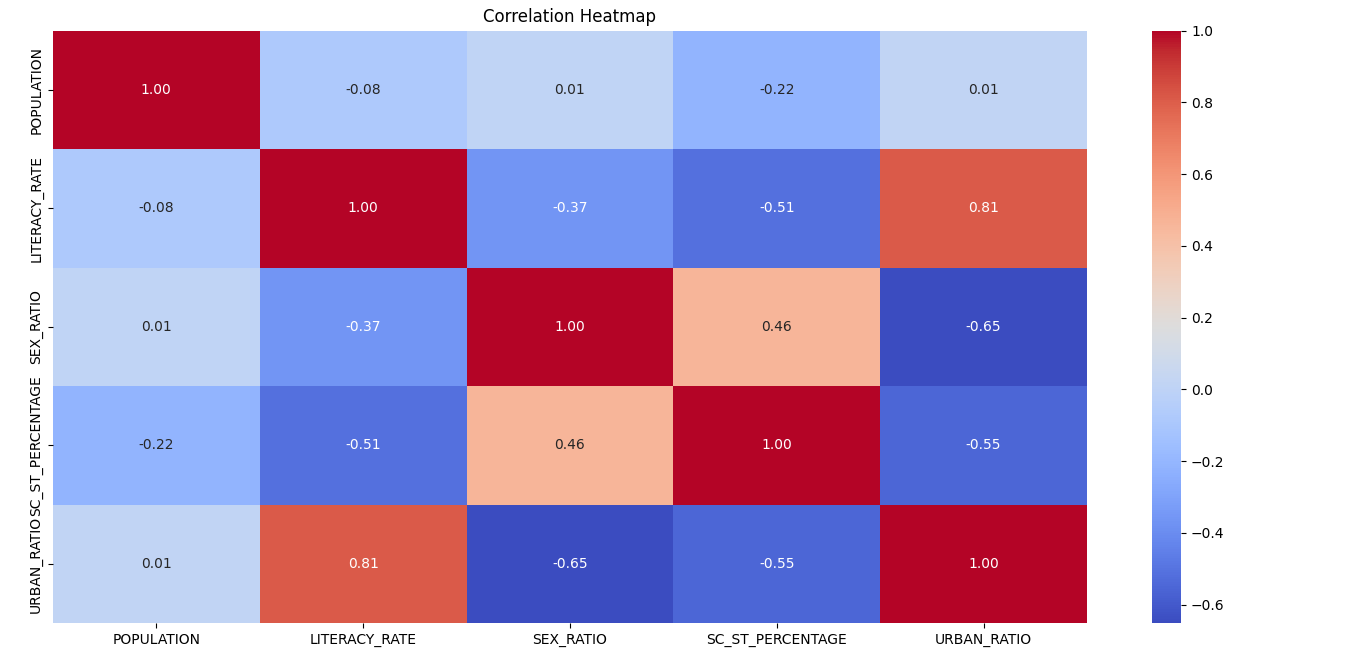 Correlation Heatmap
POPULATION 1.00 -0.08 0.01 -0.22 0.01
LITERACY_RATE -0.08 1.00 -0.37 -0.51 0.81
SEX_RATIO 0.01 -0.37 1.00 0.46 -0.65
SC_ST_PERCENTAGE -0.22 -0.51 0.46 1.00 -0.55
URBAN_RATIO 0.01 0.81 -0.65 -0.55 1.00
POPULATION LITERACY_RATE SEX_RATIO SC_ST_PERCENTAGE URBAN_RATIO
1.0
0.8
0.6
0.4
0.2
0.0
−0.2
−0.4
−0.6